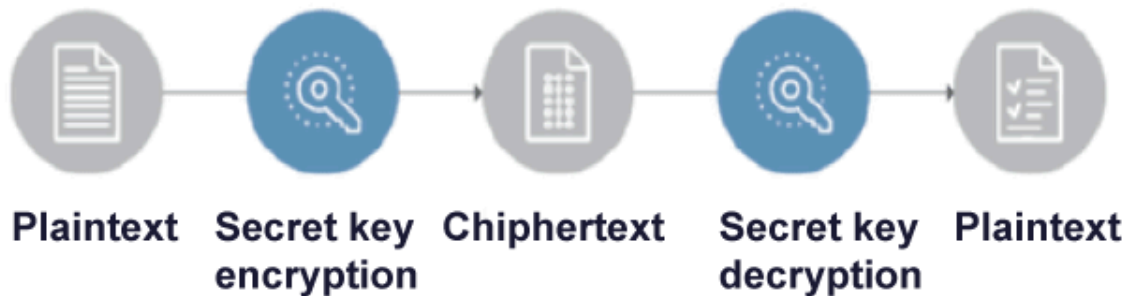 Plaintext
Secret key
encryption
Chiphertext
Secret key
decryption
Plaintext